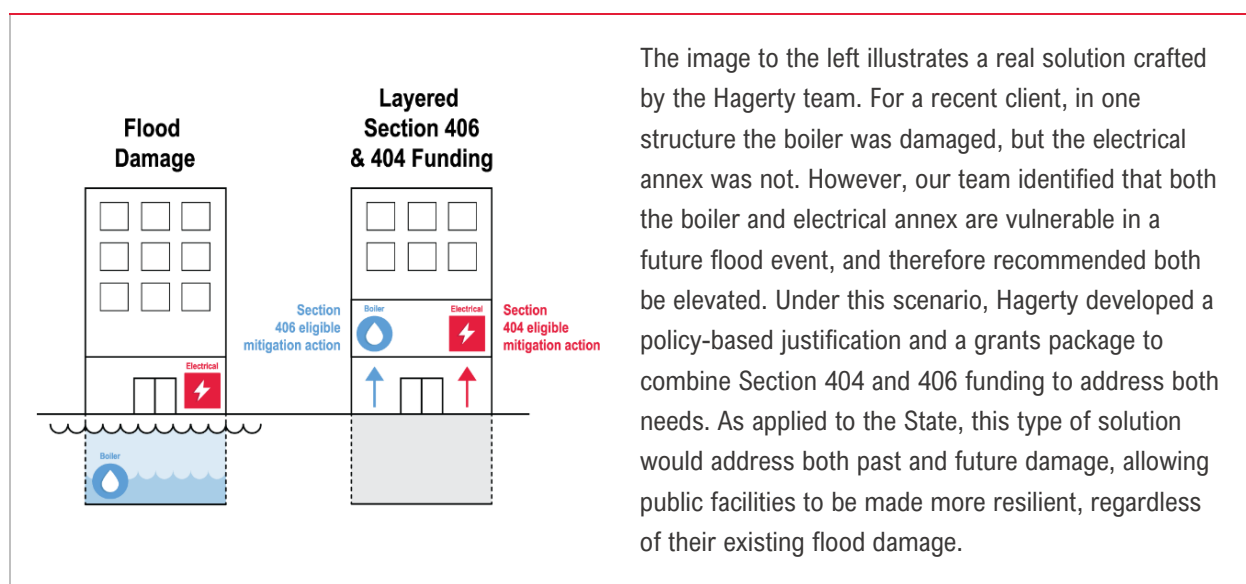 Flood
Damage
Electrical
Boiler
Layered
Section 406
& 404 Funding
Section
406 eligible
mitigation action
Boiler
Electrical
Section
404 eligible
mitigation action
The image to the left illustrates a real solution crafted
by the Hagerty team. For a recent client, in one
structure the boiler was damaged, but the electrical
annex was not. However, our team identified that both
the boiler and electrical annex are vulnerable in a
future flood event, and therefore recommended both
be elevated. Under this scenario, Hagerty developed a
policy-based justification and a grants package to
combine Section 404 and 406 funding to address both
needs. As applied to the State, this type of solution
would address both past and future damage, allowing
public facilities to be made more resilient, regardless
of their existing flood damage.